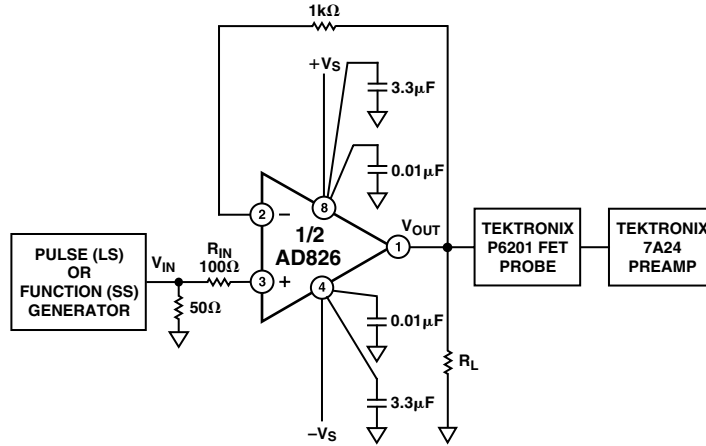 1kΩ
+VS
3.3µF
0.01µF
8
2
−
1/2
AD826
VOUT
1
TEKTRONIX
P6201 FET
PROBE
TEKTRONIX
7A24
PREAMP
PULSE (LS)
OR
FUNCTION (SS)
GENERATOR
VIN
RIN
100Ω
3
+
50Ω
4
0.01µF
RL
3.3µF
−VS